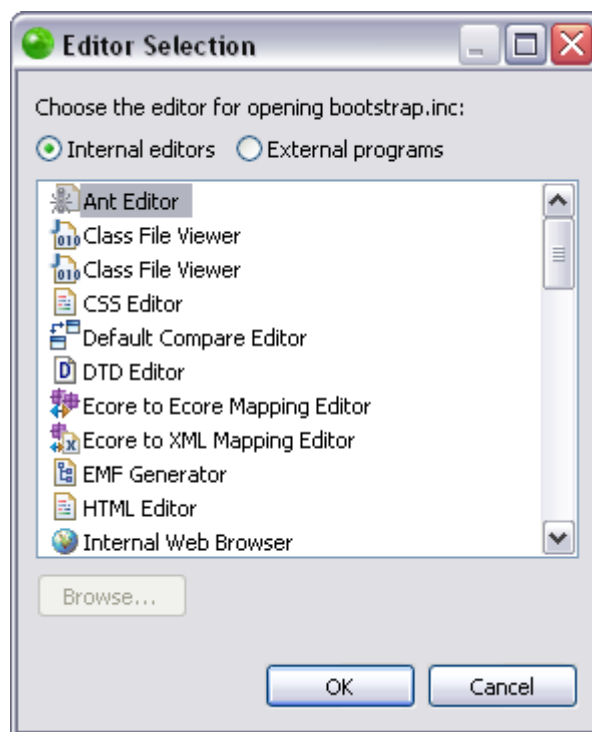 Editor Selection
Choose the editor for opening bootstrap.inc:
Internal editors External programs
Ant Editor
Class File Viewer
Class File Viewer
CSS Editor
Default Compare Editor
DTD Editor
Ecore to Ecore Mapping Editor
Ecore to XML Mapping Editor
EMF Generator
HTML Editor
Internal Web Browser
Browse...
OK Cancel